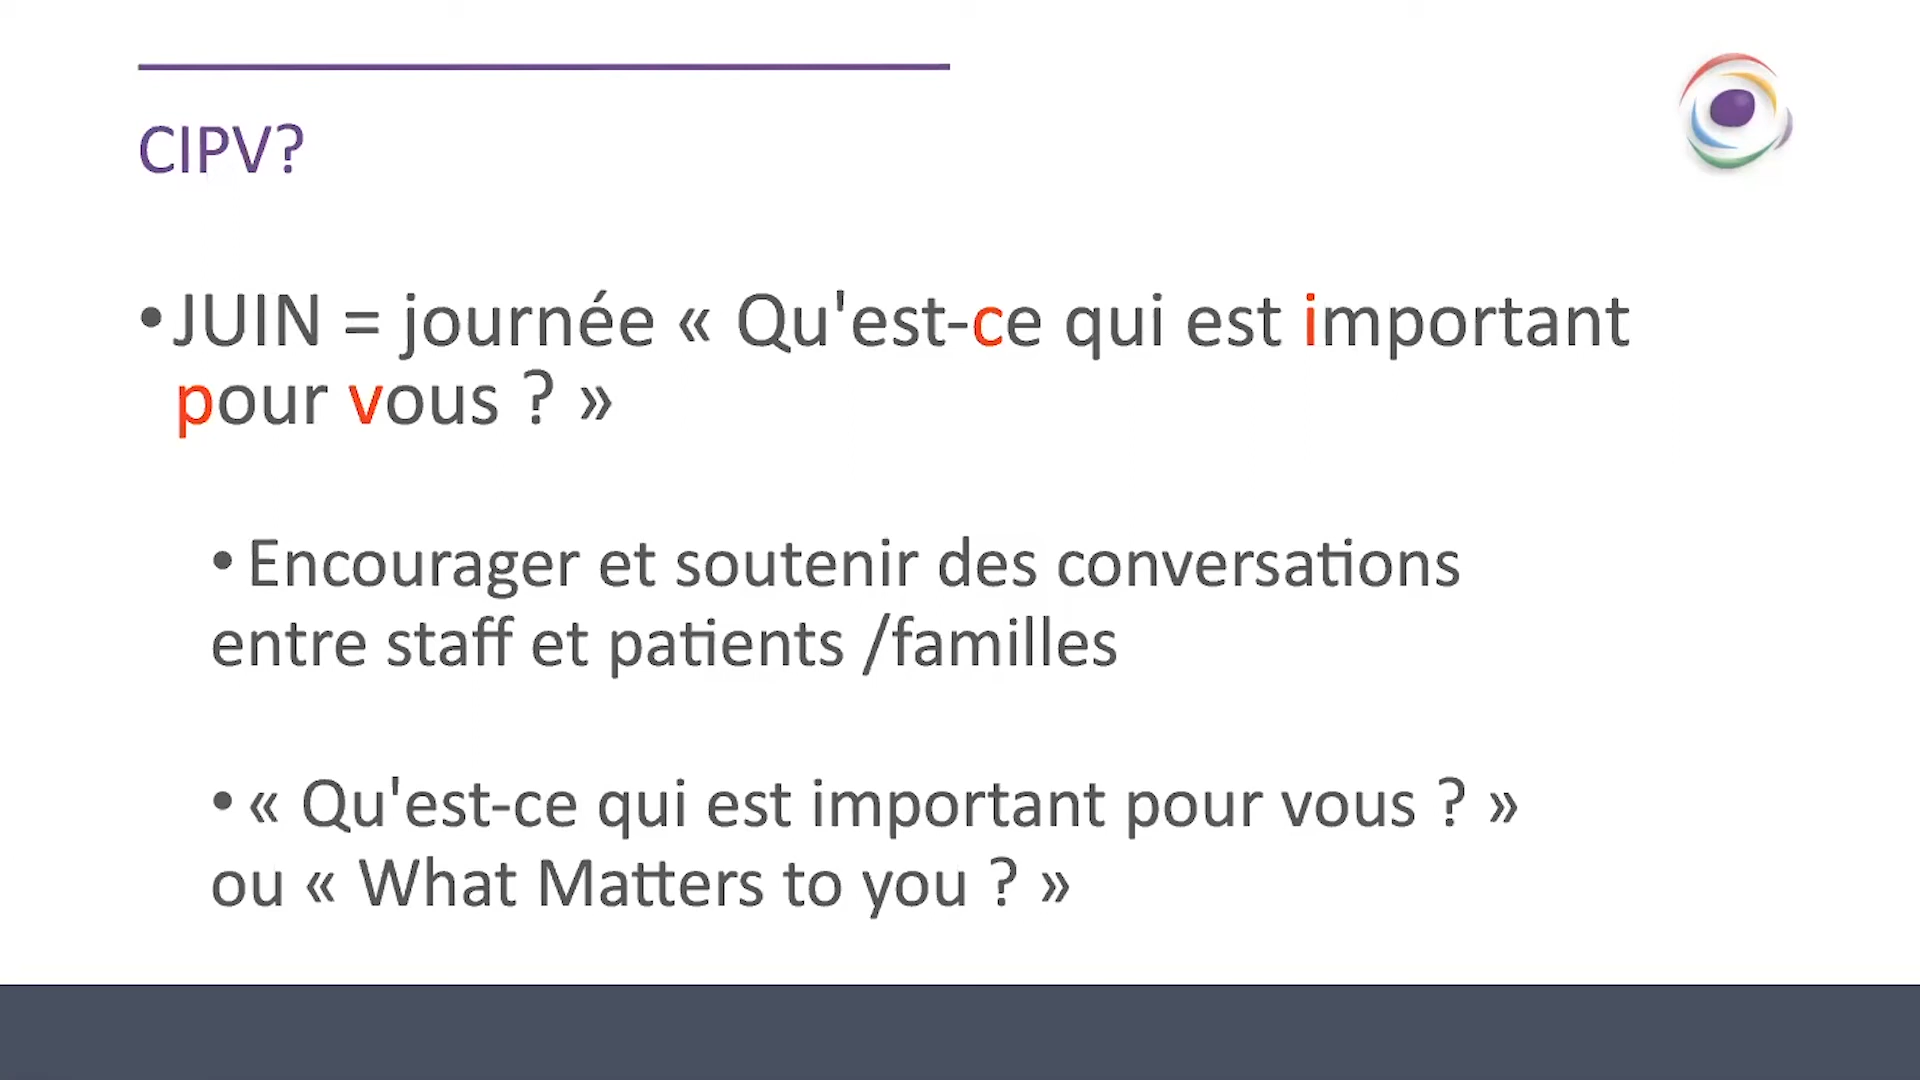 CIPV?
•JUIN = journée « Qu'est-ce qui est important
pour vous ? »
• Encourager et soutenir des conversations
entre staff et patients /familles
• « Qu'est-ce qui est important pour vous ? »
ou « What Matters to you ? »